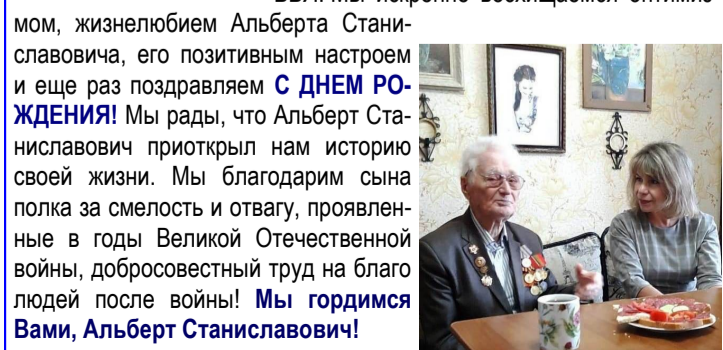 мом, жизнелюбием Альберта Стани-
славовича, его позитивным настроем
и еще раз поздравляем С ДНЕМ РО-
ЖДЕНИЯ! Мы рады, что Альберт Ста-
ниславович приоткрыл нам историю
своей жизни. Мы благодарим сына
полка за смелость и отвагу, проявлен-
ные в годы Великой Отечественной
войны, добросовестный труд на благо
людей после войны! Мы гордимся
Вами, Альберт Станиславович!